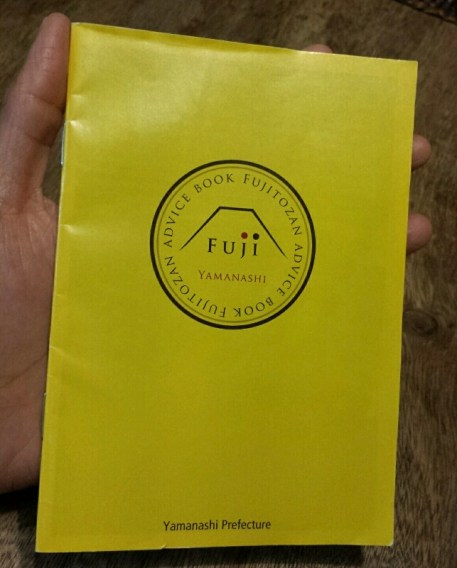 ADVICE BOOK FUJITOZAN ADVICE BOOK FUJITOZAN
FUJI
YAMANASHI
Yamanashi Prefecture